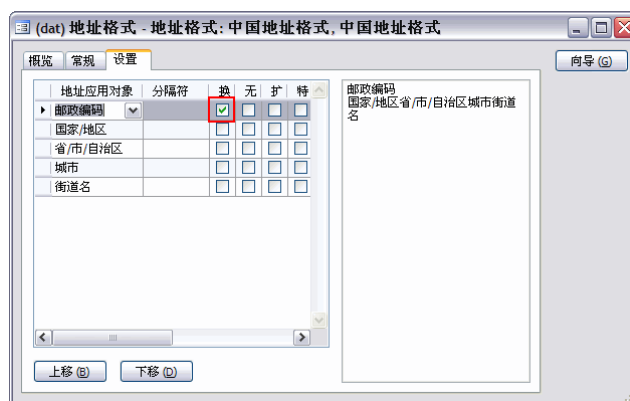 (dat) 地址格式 - 地址格式: 中国地址格式, 中国地址格式
概览 常规 设置
向导 (G)
地址应用对象 分隔符 换 无 扩 特
邮政编码
国家/地区
省/市/自治区
城市
街道名
邮政编码
国家/地区省/市/自治区城市街道
名
上移 (B) 下移 (D)